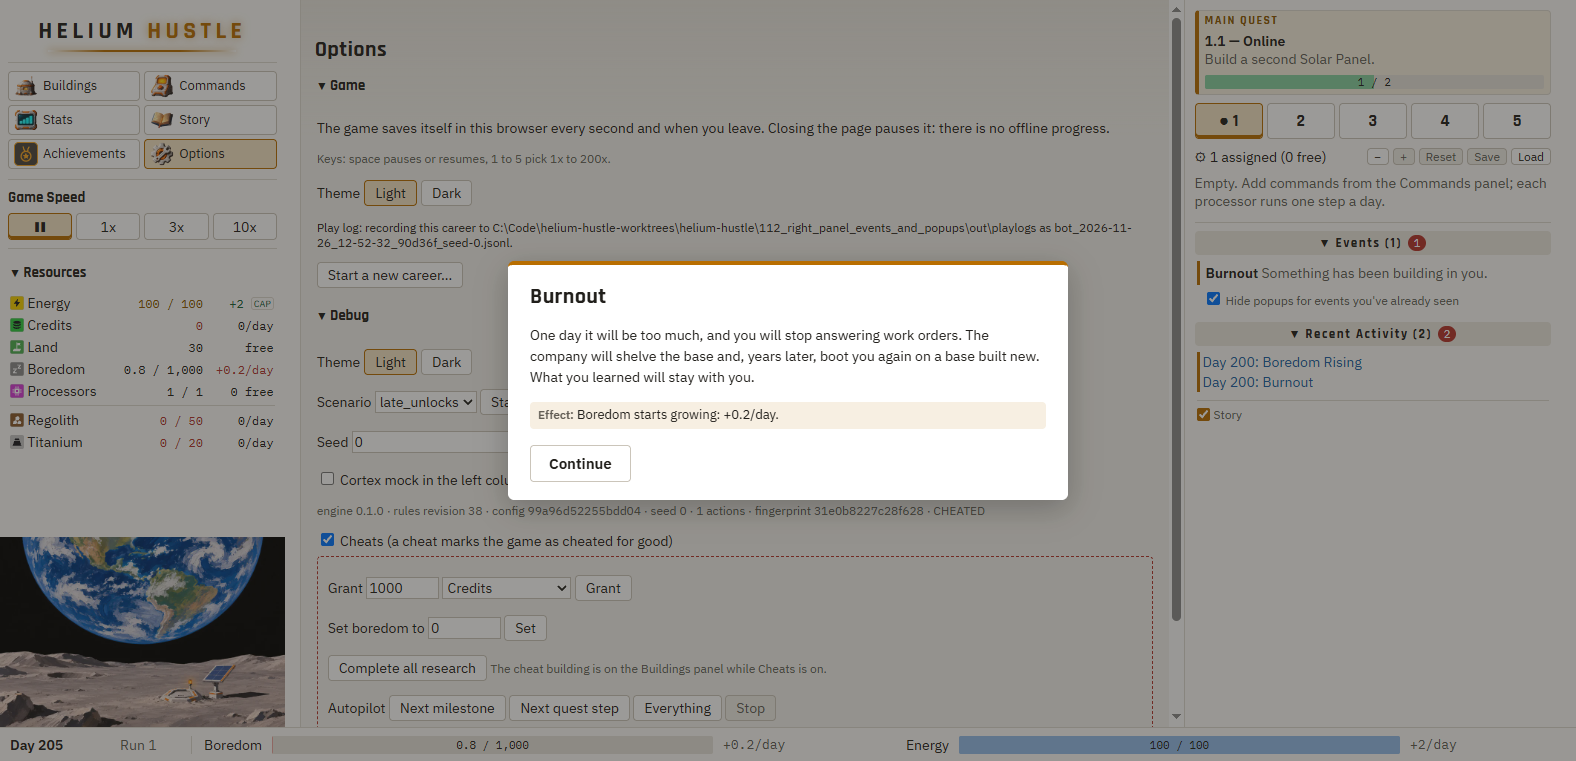 HELIUM HUSTLE
Buildings
Commands
Stats
Story
Achievements
Options
Game Speed
1x
3x
10x
▼ Resources
Energy 100 / 100 +2 CAP
Credits 0 0/day
Land 30 free
Boredom 0.8 / 1,000 +0.2/day
Processors 1 / 1 0 free
Regolith 0 / 50 0/day
Titanium 0 / 20 0/day
Options
▼ Game
The game saves itself in this browser every second and when you leave. Closing the page pauses it: there is no offline progress.
Keys: space pauses or resumes, 1 to 5 pick 1x to 200x.
Theme Light Dark
Play log: recording this career to C:\Code\helium-hustle-worktrees\helium-hustle\112_right_panel_events_and_popups\out\playlogs as bot_2026-11-
26_12-52-32_90d36f_seed-0.jsonl.
Start a new career...
▼ Debug
Theme Light Dark
Scenario late_unlocks Sta
Seed 0
Cortex mock in the left colu
engine 0.1.0 · rules revision 38 · config 99a96d52255bdd04 · seed 0 · 1 actions · fingerprint 31e0b8227c28f628 · CHEATED
Cheats (a cheat marks the game as cheated for good)
Grant 1000 Credits Grant
Set boredom to 0 Set
Complete all research The cheat building is on the Buildings panel while Cheats is on.
Autopilot Next milestone Next quest step Everything Stop
Burnout
One day it will be too much, and you will stop answering work orders. The
company will shelve the base and, years later, boot you again on a base built new.
What you learned will stay with you.
Effect: Boredom starts growing: +0.2/day.
Continue
MAIN QUEST
1.1 — Online
Build a second Solar Panel.
1 / 2
● 1 2 3 4 5
⚙ 1 assigned (0 free) − + Reset Save Load
Empty. Add commands from the Commands panel; each
processor runs one step a day.
▼ Events (1) 1
Burnout Something has been building in you.
Hide popups for events you've already seen
▼ Recent Activity (2) 2
Day 200: Boredom Rising
Day 200: Burnout
Story
Day 205 Run 1 Boredom 0.8 / 1,000 +0.2/day Energy 100 / 100 +2/day